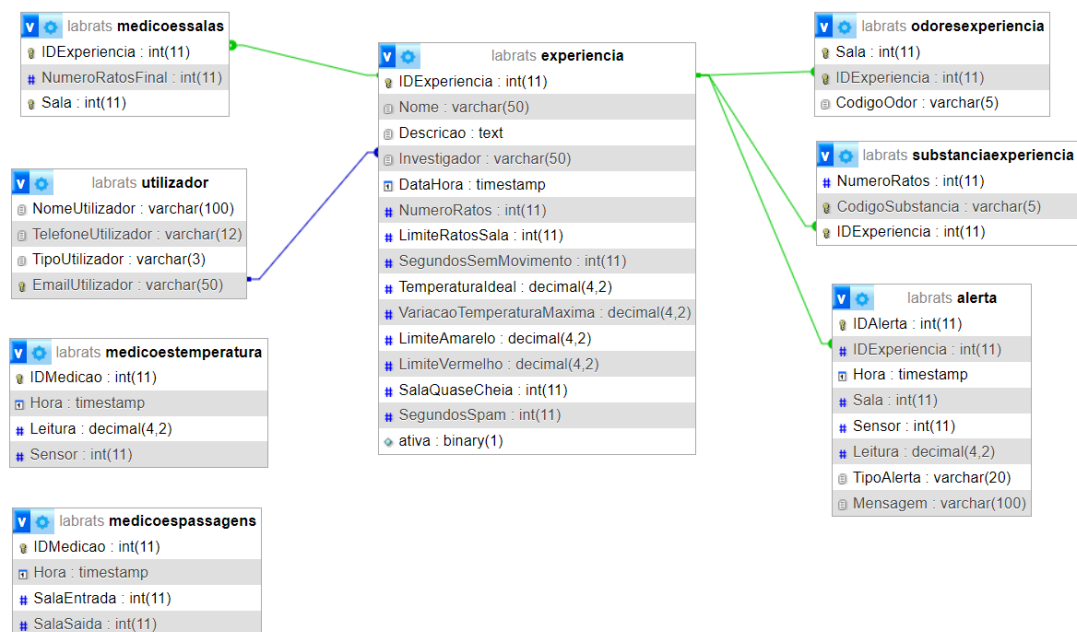 labrats medicoessalas
IDExperiencia : int(11)
NumeroRatosFinal : int(11)
Sala : int(11)
labrats utilizador
NomeUtilizador : varchar(100)
TelefoneUtilizador : varchar(12)
TipoUtilizador : varchar(3)
EmailUtilizador : varchar(50)
labrats medicoestemperatura
IDMedicao : int(11)
Hora : timestamp
Leitura : decimal(4,2)
Sensor : int(11)
labrats medicoespassagens
IDMedicao : int(11)
Hora : timestamp
SalaEntrada : int(11)
SalaSaida : int(11)
labrats experiencia
IDExperiencia : int(11)
Nome : varchar(50)
Descricao : text
Investigador : varchar(50)
DataHora : timestamp
NumeroRatos : int(11)
LimiteRatosSala : int(11)
SegundosSemMovimento : int(11)
TemperaturaIdeal : decimal(4,2)
VariacaoTemperaturaMaxima : decimal(4,2)
LimiteAmarelo : decimal(4,2)
LimiteVermelho : decimal(4,2)
SalaQuaseCheia : int(11)
SegundosSpam : int(11)
ativa : binary(1)
labrats odoresexperiencia
Sala : int(11)
IDExperiencia : int(11)
CodigoOdor : varchar(5)
labrats substanciaexperiencia
NumeroRatos : int(11)
CodigoSubstancia : varchar(5)
IDExperiencia : int(11)
labrats alerta
IDAlerta : int(11)
IDExperiencia : int(11)
Hora : timestamp
Sala : int(11)
Sensor : int(11)
Leitura : decimal(4,2)
TipoAlerta : varchar(20)
Mensagem : varchar(100)